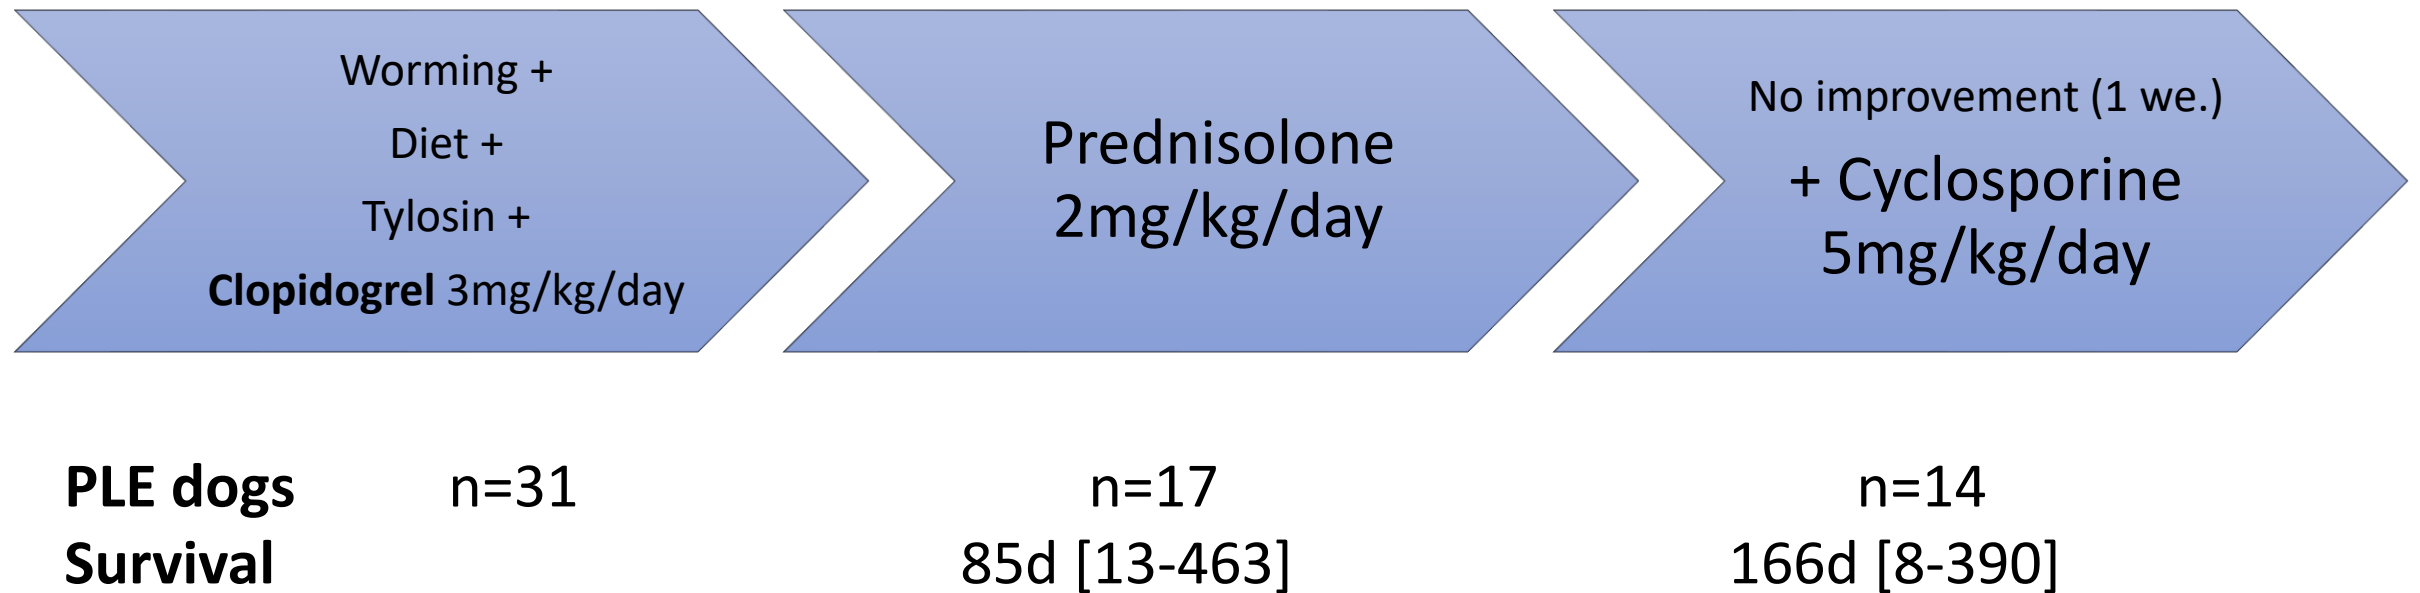 Worming +
Diet +
Tylosin +
Clopidogrel 3mg/kg/day
Prednisolone
2mg/kg/day
No improvement (1 we.)
+ Cyclosporine
5mg/kg/day
PLE dogs n=31 n=17 n=14
Survival 85d [13-463] 166d [8-390]